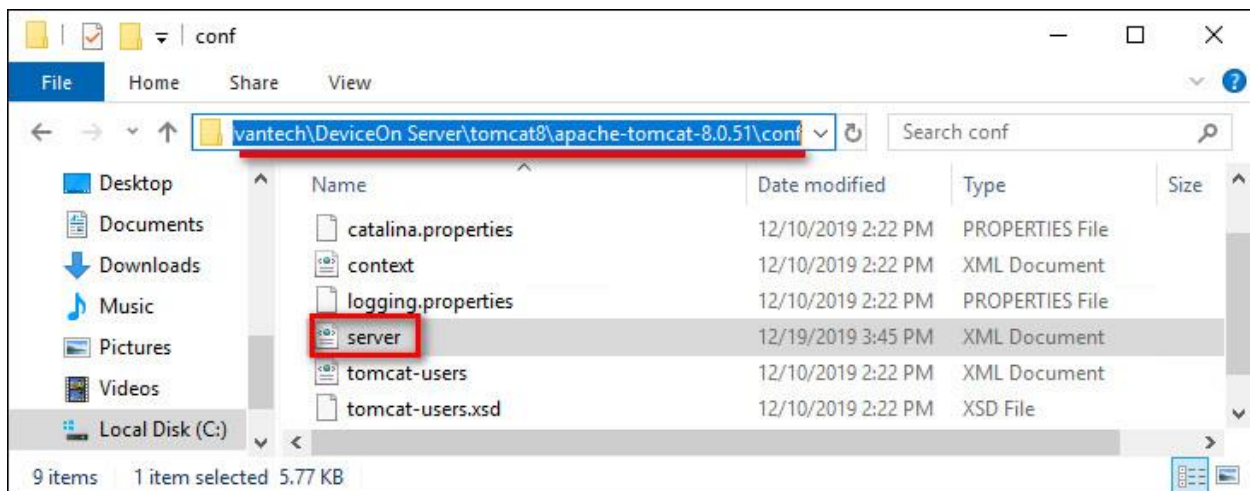 conf
File Home Share View
vantech\DeviceOn Server\tomcat8\apache-tomcat-8.0.51\conf Search conf
Desktop
Documents
Downloads
Music
Pictures
Videos
Local Disk (C:)
Name Date modified Type Size
catalina.properties 12/10/2019 2:22 PM PROPERTIES File
context 12/10/2019 2:22 PM XML Document
logging.properties 12/10/2019 2:22 PM PROPERTIES File
server 12/19/2019 3:45 PM XML Document
tomcat-users 12/10/2019 2:22 PM XML Document
tomcat-users.xsd 12/10/2019 2:22 PM XSD File
9 items 1 item selected 5.77 KB